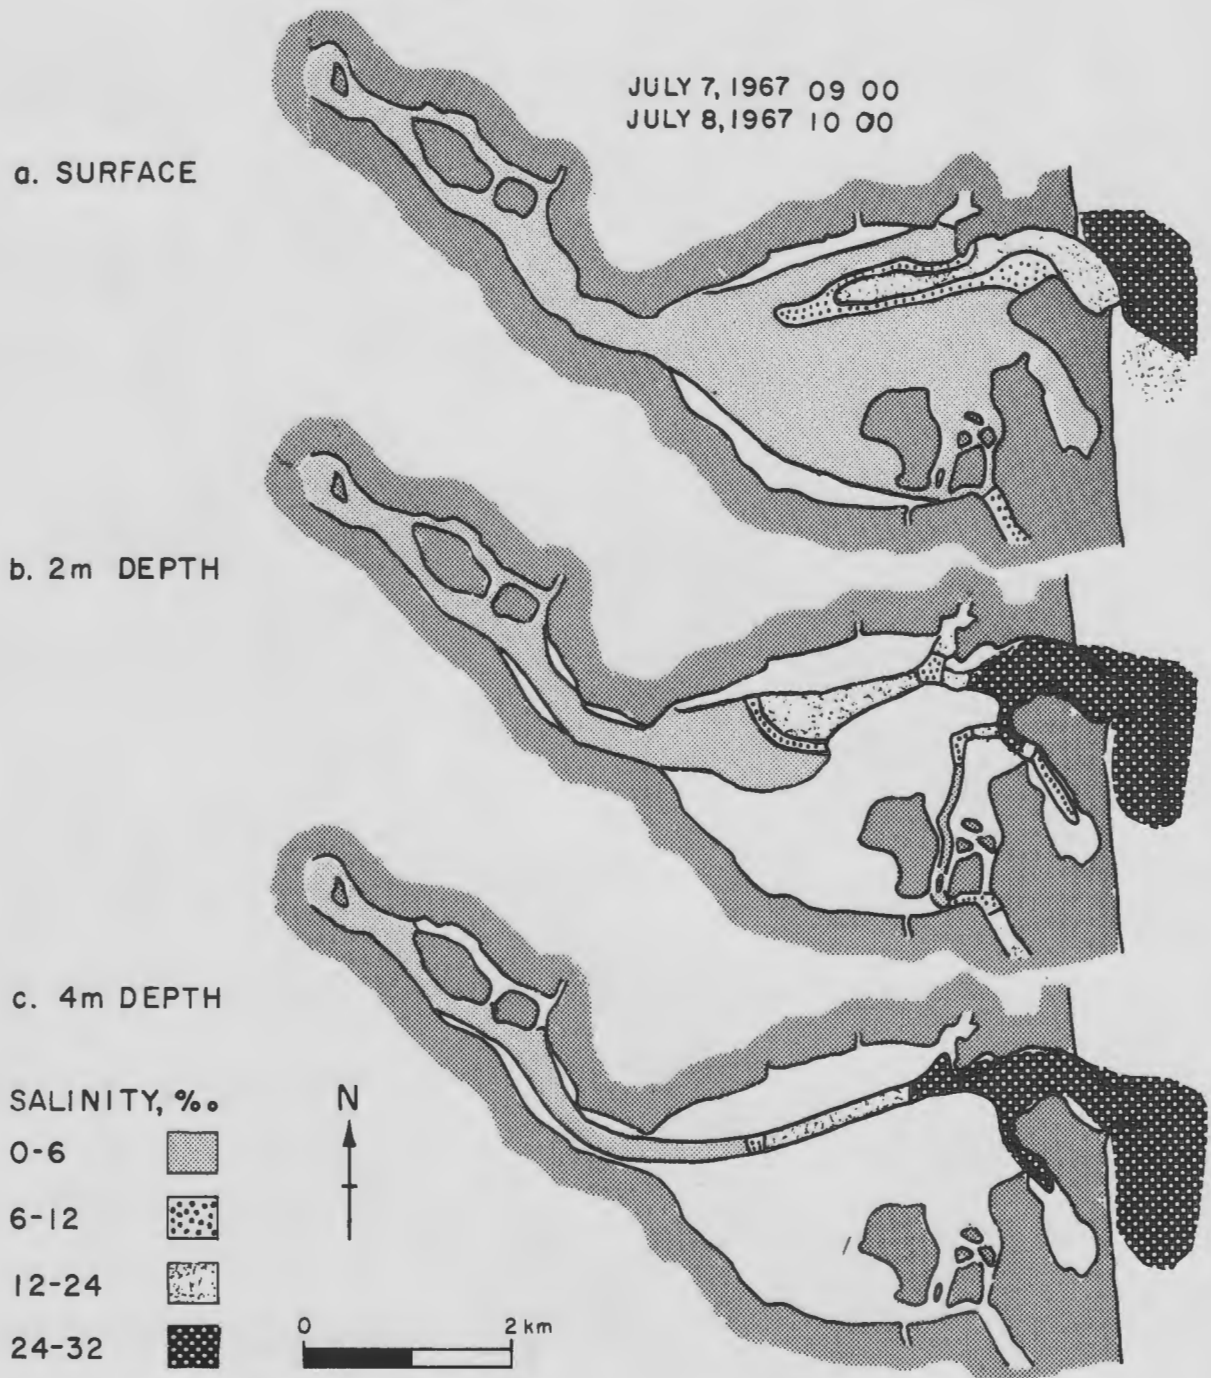 JULY 7, 1967 09 00
JULY 8, 1967 10 00
a. SURFACE
b. 2m DEPTH
c. 4m DEPTH
SALINITY, ‰
0-6
6-12
12-24
24-32
N
0 2 km